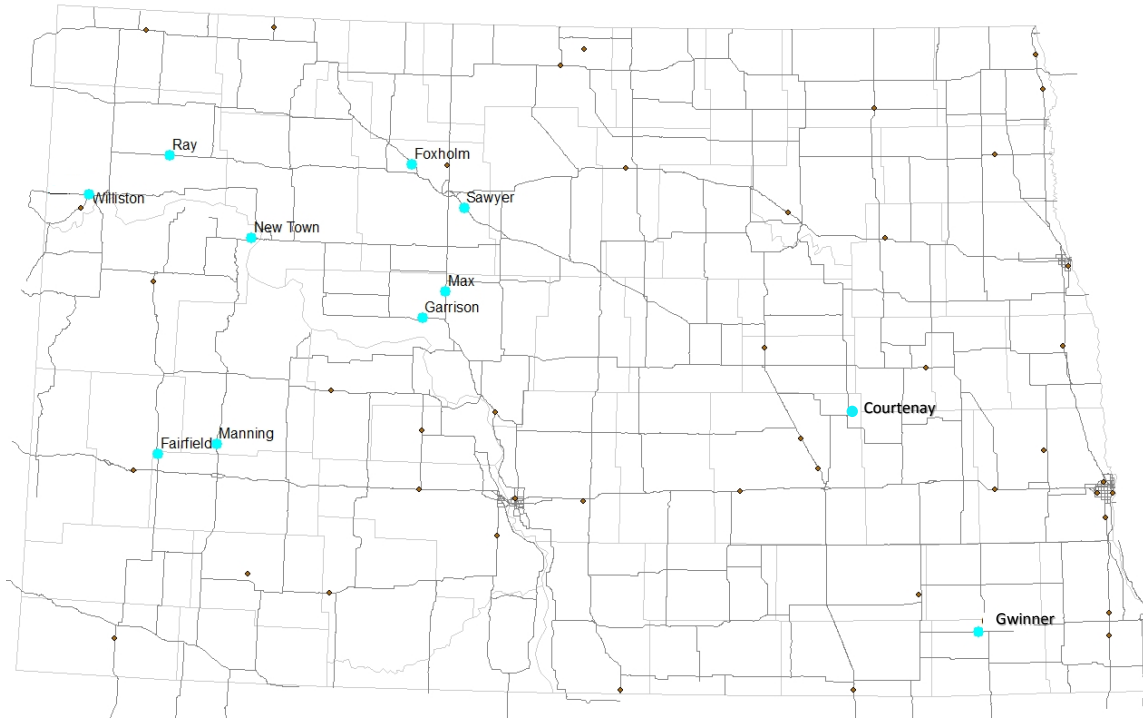 Ray
Foxholm
Williston
Sawyer
New Town
Max
Garrison
Courtenay
Manning
Fairfield
Gwinner